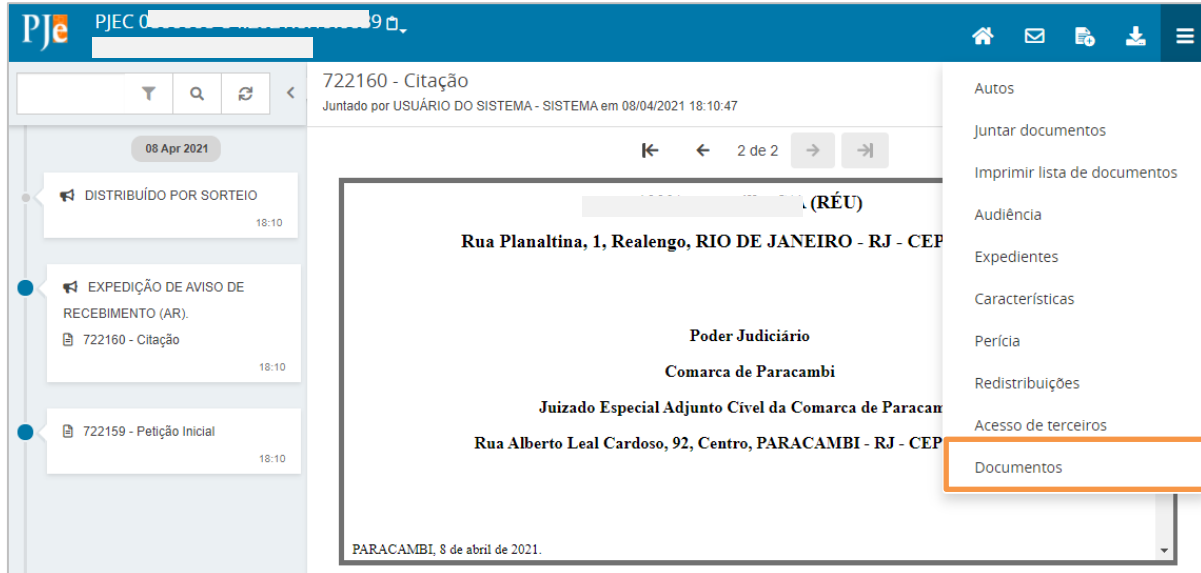 PJe
PJEC 0
9
722160 - Citação
Juntado por USUÁRIO DO SISTEMA - SISTEMA em 08/04/2021 18:10:47
08 Apr 2021
2 de 2
DISTRIBUÍDO POR SORTEIO
18:10
EXPEDIÇÃO DE AVISO DE
RECEBIMENTO (AR).
722160 - Citação
18:10
722159 - Petição Inicial
18:10
(RÉU)
Rua Planaltina, 1, Realengo, RIO DE JANEIRO - RJ - CEP
Poder Judiciário
Comarca de Paracambi
Juizado Especial Adjunto Cível da Comarca de Paracam
Rua Alberto Leal Cardoso, 92, Centro, PARACAMBI - RJ - CEP
PARACAMBI, 8 de abril de 2021.
Autos
Juntar documentos
Imprimir lista de documentos
Audiência
Expedientes
Características
Perícia
Redistribuições
Acesso de terceiros
Documentos